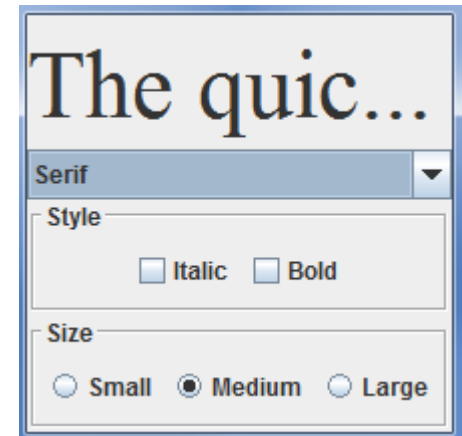 The quic...
Serif
Style
Italic Bold
Size
Small Medium Large